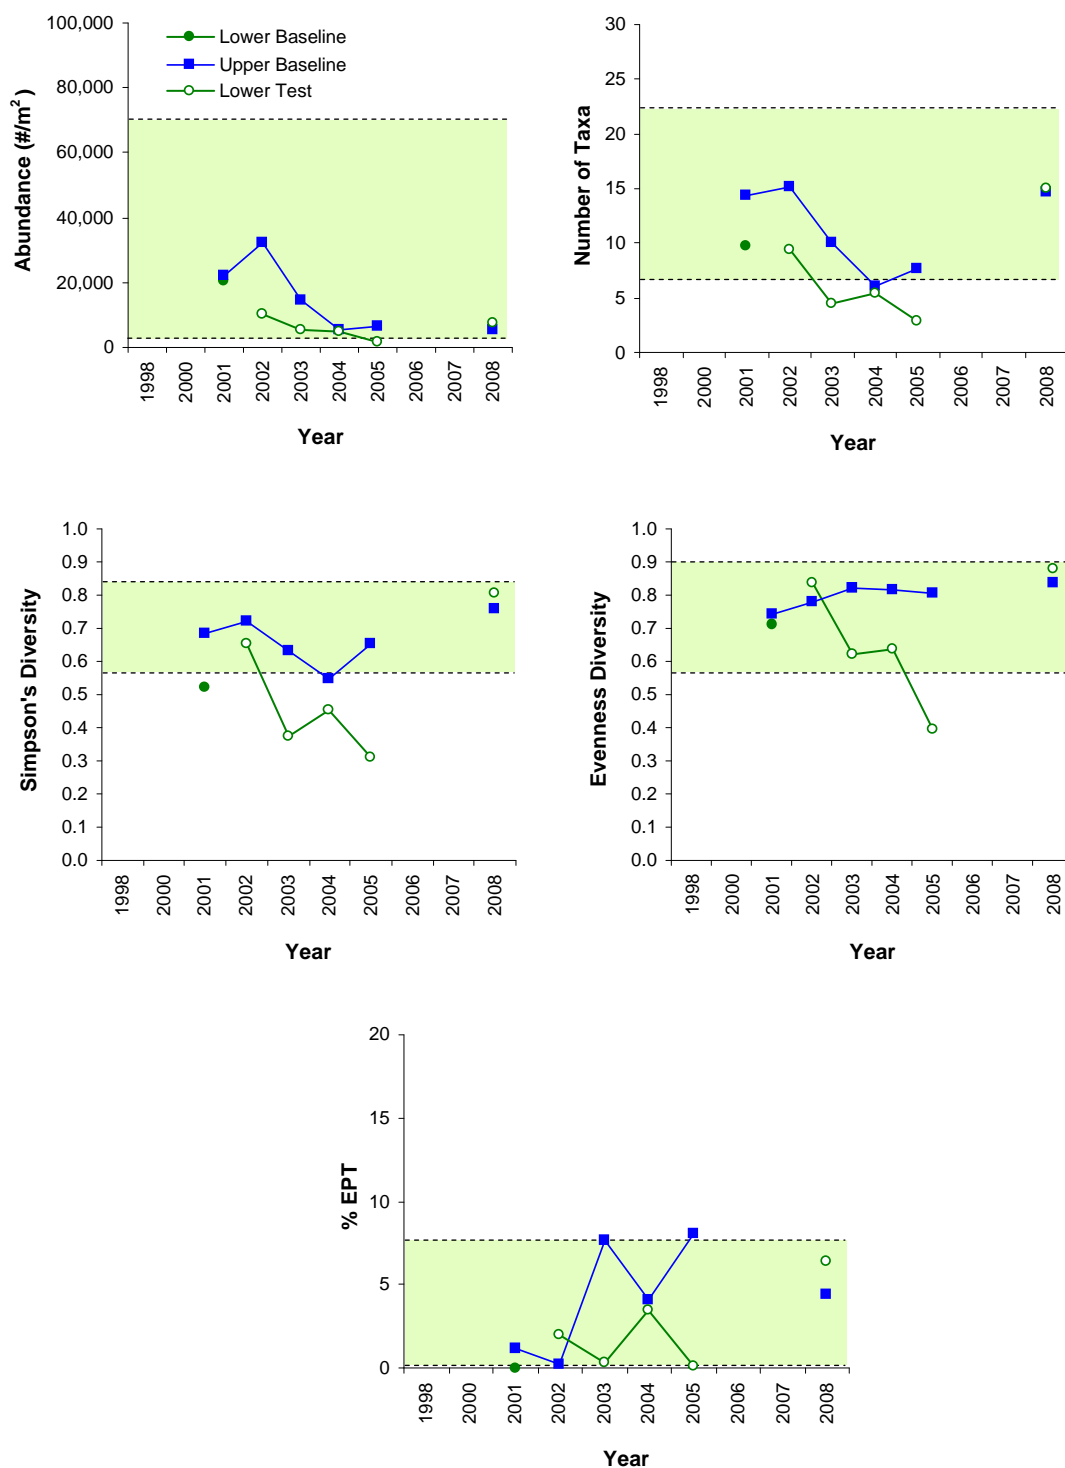 100,000
80,000
60,000
40,000
20,000
0
Abundance (#/m²)
Lower Baseline
Upper Baseline
Lower Test
1998 2000 2001 2002 2003 2004 2005 2006 2007 2008
Year
30
25
20
15
10
5
0
Number of Taxa
1998 2000 2001 2002 2003 2004 2005 2006 2007 2008
Year
1.0
0.9
0.8
0.7
0.6
0.5
0.4
0.3
0.2
0.1
0.0
Simpson's Diversity
1998 2000 2001 2002 2003 2004 2005 2006 2007 2008
Year
1.0
0.9
0.8
0.7
0.6
0.5
0.4
0.3
0.2
0.1
0.0
Evenness Diversity
1998 2000 2001 2002 2003 2004 2005 2006 2007 2008
Year
20
15
10
5
0
% EPT
1998 2000 2001 2002 2003 2004 2005 2006 2007 2008
Year